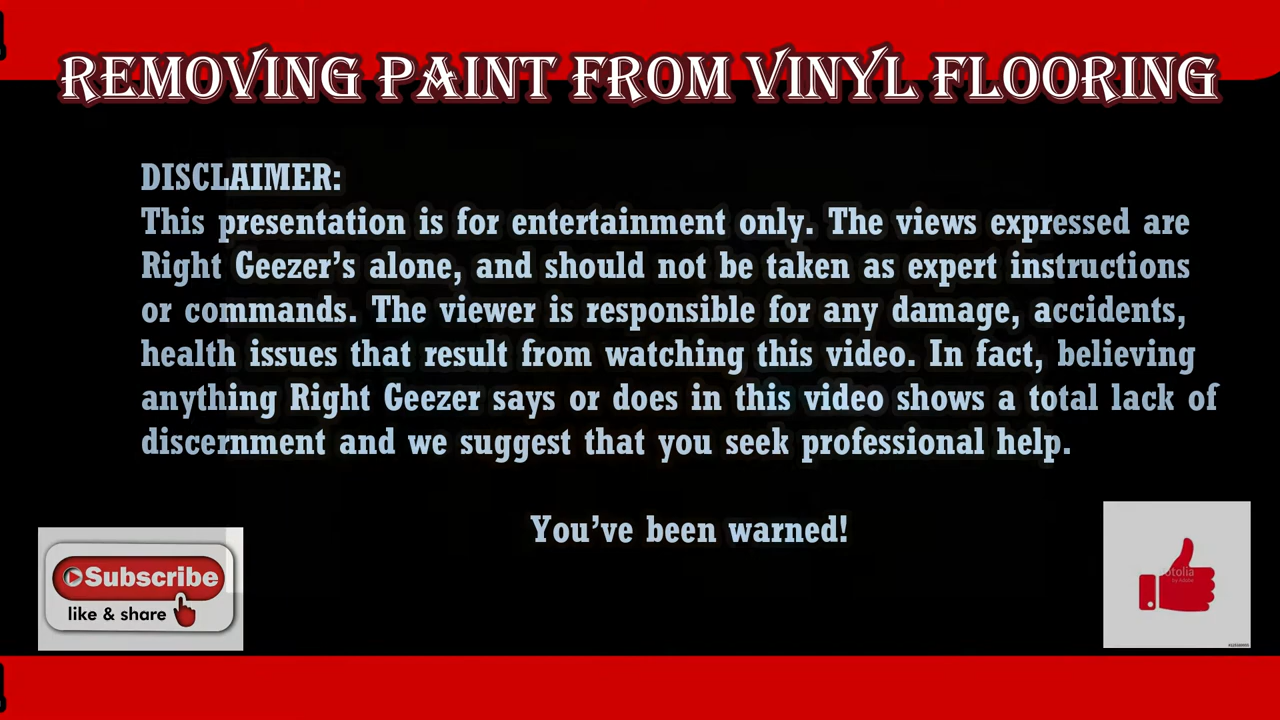 REMOVING PAINT FROM VINYL FLOORING
DISCLAIMER:
This presentation is for entertainment only. The views expressed are
Right Geezer’s alone, and should not be taken as expert instructions
or commands. The viewer is responsible for any damage, accidents,
health issues that result from watching this video. In fact, believing
anything Right Geezer says or does in this video shows a total lack of
discernment and we suggest that you seek professional help.
You’ve been warned!
Subscribe
like & share
by Adobe